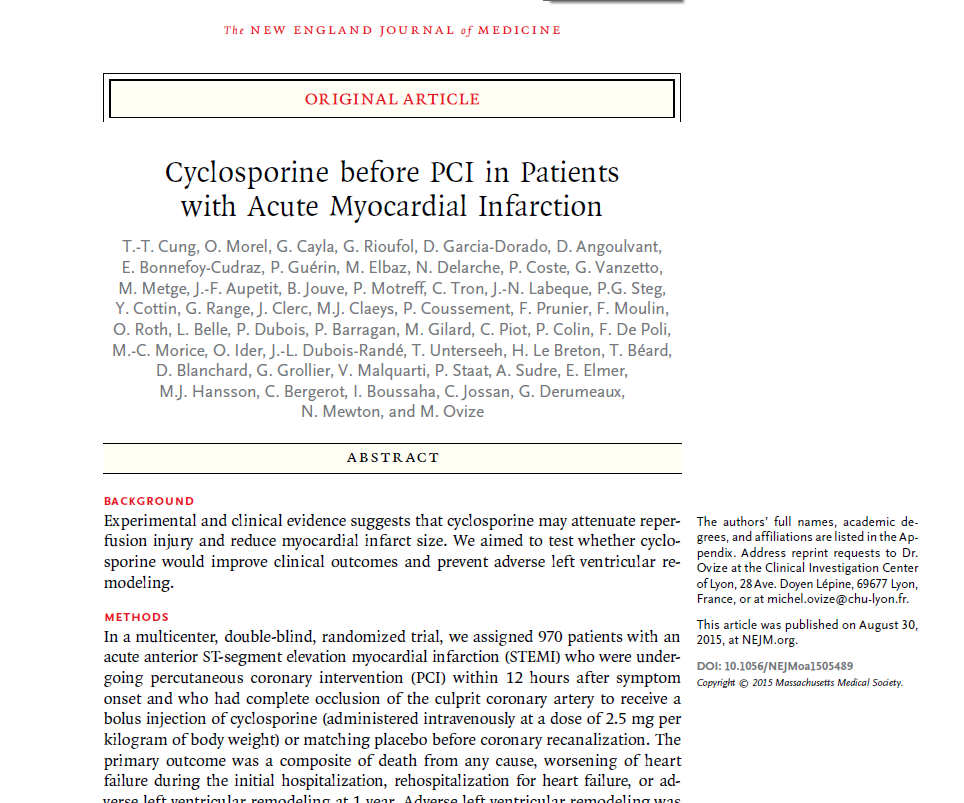 The NEW ENGLAND JOURNAL of MEDICINE
ORIGINAL ARTICLE
Cyclosporine before PCI in Patients
with Acute Myocardial Infarction
T.-T. Cung, O. Morel, G. Cayla, G. Rioufol, D. Garcia-Dorado, D. Angoulvant,
E. Bonnefoy-Cudraz, P. Guérin, M. Elbaz, N. Delarche, P. Coste, G. Vanzetto,
M. Metge, J.-F. Aupetit, B. Jouve, P. Motreff, C. Tron, J.-N. Labeque, P.G. Steg,
Y. Cottin, G. Range, J. Clerc, M.J. Claeys, P. Coussement, F. Prunier, F. Moulin,
O. Roth, L. Belle, P. Dubois, P. Barragan, M. Gilard, C. Piot, P. Colin, F. De Poli,
M.-C. Morice, O. Ider, J.-L. Dubois-Randé, T. Unterseeh, H. Le Breton, T. Béard,
D. Blanchard, G. Grollier, V. Malquarti, P. Staat, A. Sudre, E. Elmer,
M.J. Hansson, C. Bergerot, I. Boussaha, C. Jossan, G. Derumeaux,
N. Mewton, and M. Ovize
ABSTRACT
BACKGROUND
Experimental and clinical evidence suggests that cyclosporine may attenuate reper-
fusion injury and reduce myocardial infarct size. We aimed to test whether cyclo-
sporine would improve clinical outcomes and prevent adverse left ventricular re-
modeling.
METHODS
In a multicenter, double-blind, randomized trial, we assigned 970 patients with an
acute anterior ST-segment elevation myocardial infarction (STEMI) who were under-
going percutaneous coronary intervention (PCI) within 12 hours after symptom
onset and who had complete occlusion of the culprit coronary artery to receive a
bolus injection of cyclosporine (administered intravenously at a dose of 2.5 mg per
kilogram of body weight) or matching placebo before coronary recanalization. The
primary outcome was a composite of death from any cause, worsening of heart
failure during the initial hospitalization, rehospitalization for heart failure, or ad-
verse left ventricular remodeling at 1 year. Adverse left ventricular remodeling was
The authors' full names, academic de-
grees, and affiliations are listed in the Ap-
pendix. Address reprint requests to Dr.
Ovize at the Clinical Investigation Center
of Lyon, 28 Ave. Doyen Lépine, 69677 Lyon,
France, or at michel.ovize@chu-lyon.fr.
This article was published on August 30,
2015, at NEJM.org.
DOI: 10.1056/NEJMoa1505489
Copyright © 2015 Massachusetts Medical Society.